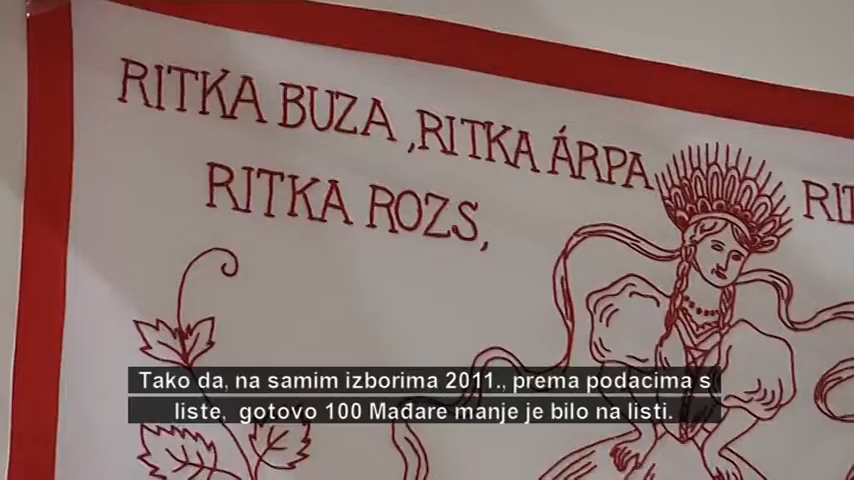 RITKA BUZA, RITKA ÁRPA
RITKA ROZS,
Tako da, na samim izborima 2011., prema podacima s
liste, gotovo 100 Mađare manje je bilo na listi.